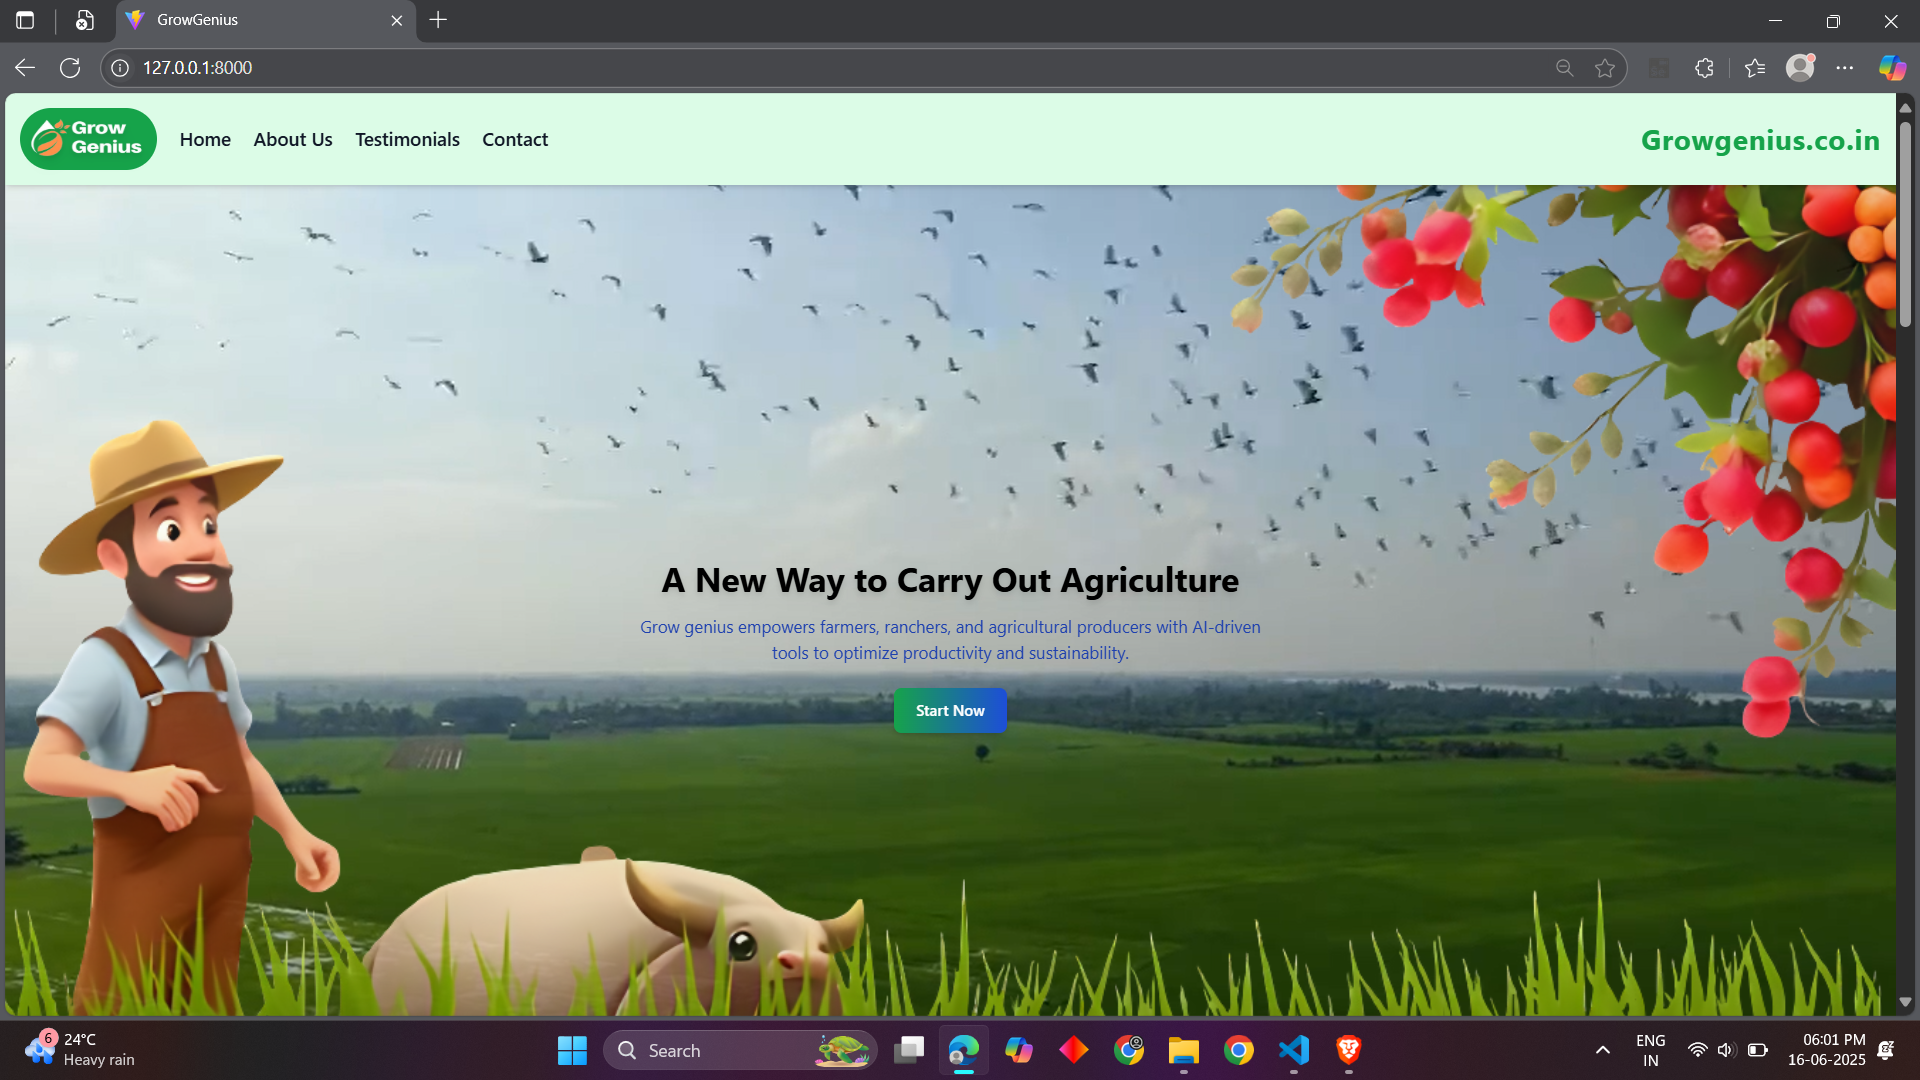 GrowGenius
127.0.0.1:8000
Grow
Genius
Home
About Us
Testimonials
Contact
Growgenius.co.in
A New Way to Carry Out Agriculture
Grow genius empowers farmers, ranchers, and agricultural producers with AI-driven
tools to optimize productivity and sustainability.
Start Now
6
24°C
Heavy rain
Search
ENG
IN
06:01 PM
16-06-2025